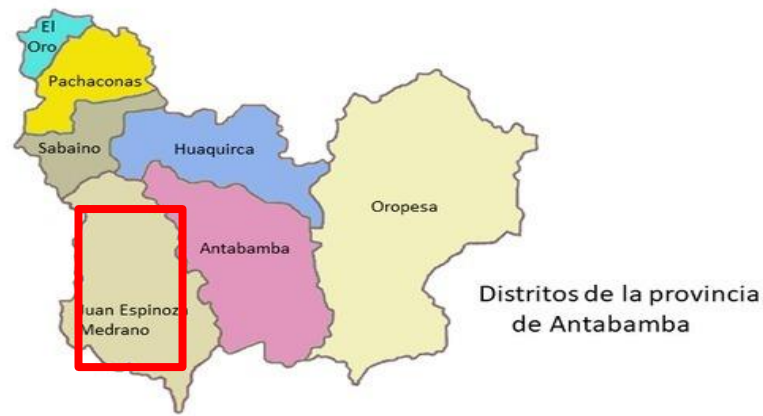 El
Oro
Pachaconas
Sabaino
Huaquirca
Oropesa
Antabamba
Juan Espinoza
Medrano
Distritos de la provincia
de Antabamba